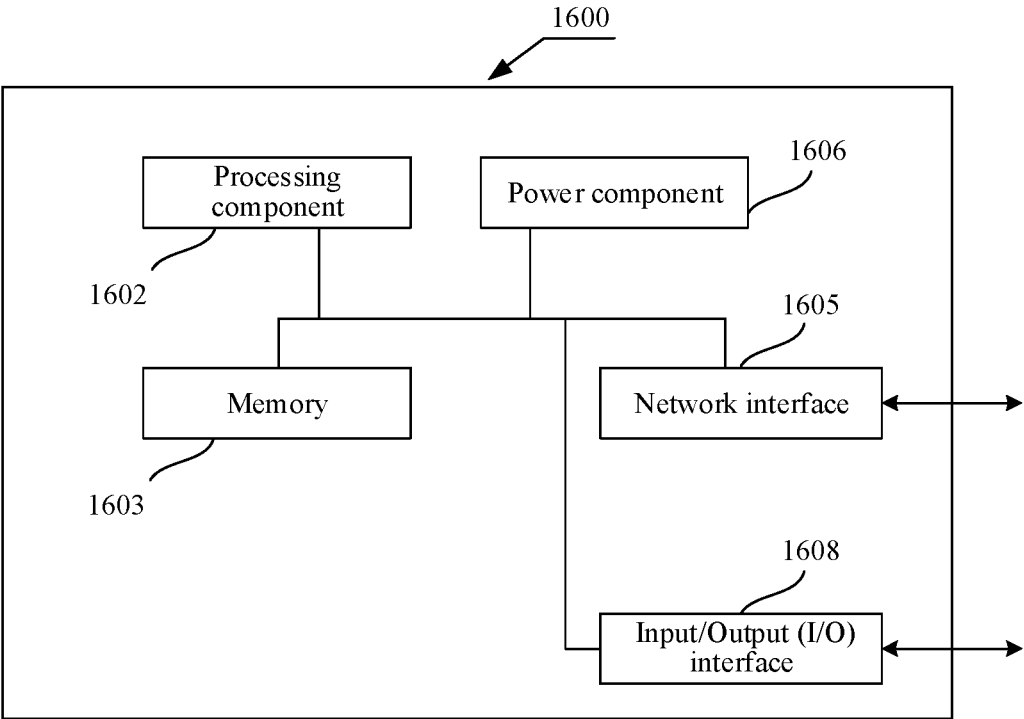 1600
Processing
component
Power component
1606
1602
1605
Memory
Network interface
1603
1608
Input/Output (I/O)
interface